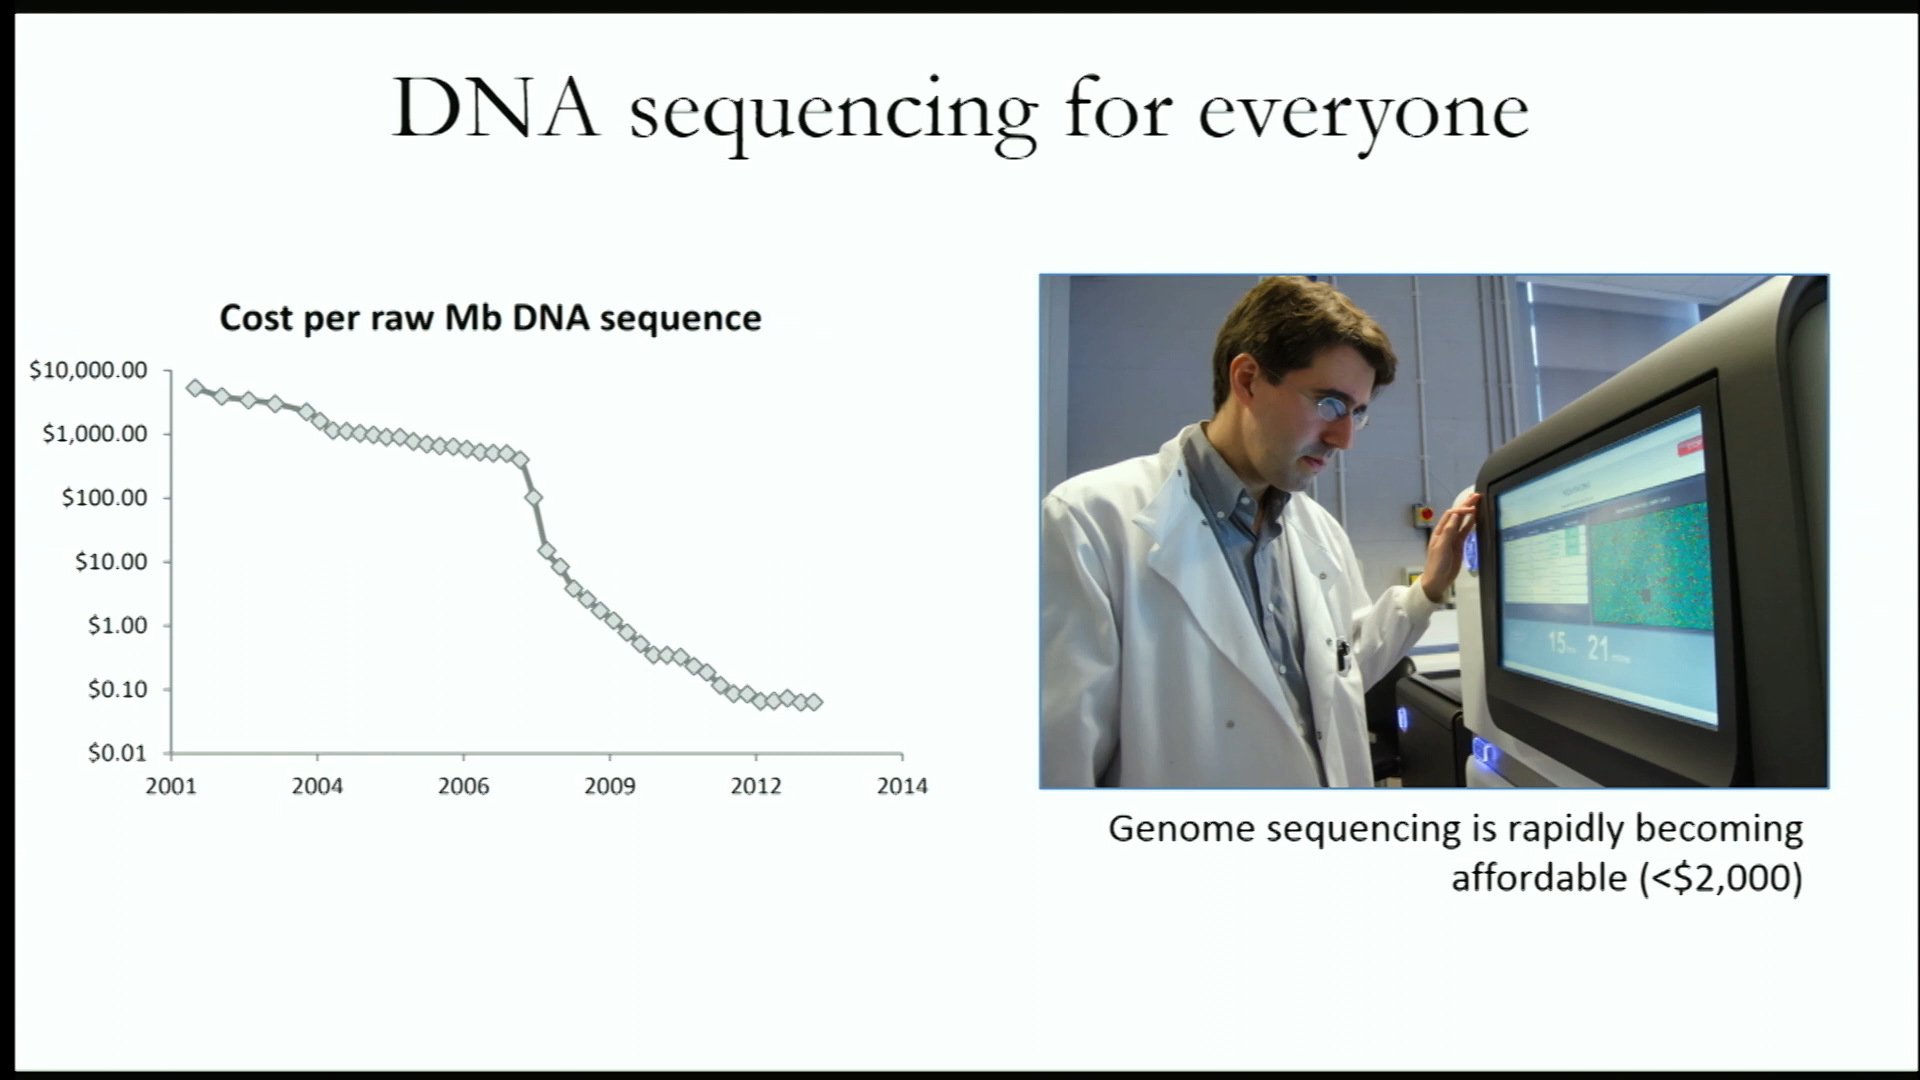 DNA sequencing for everyone
Cost per raw Mb DNA sequence
$10,000.00
$1,000.00
$100.00
$10.00
$1.00
$0.10
$0.01
2001 2004 2006 2009 2012 2014
15 21
Genome sequencing is rapidly becoming
affordable (<$2,000)